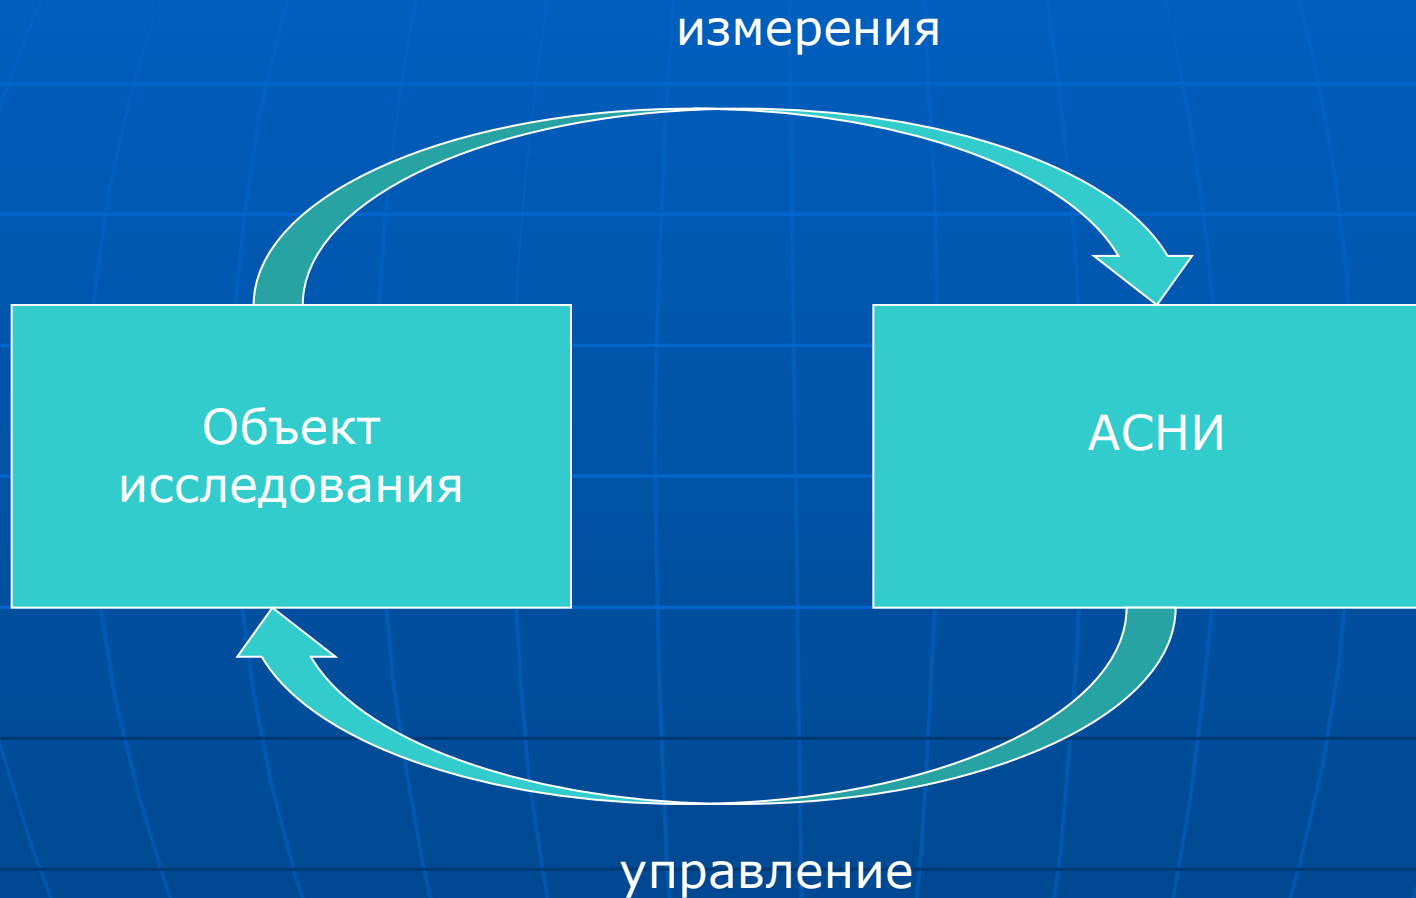 измерения
Объект
исследования
АСНИ
управление